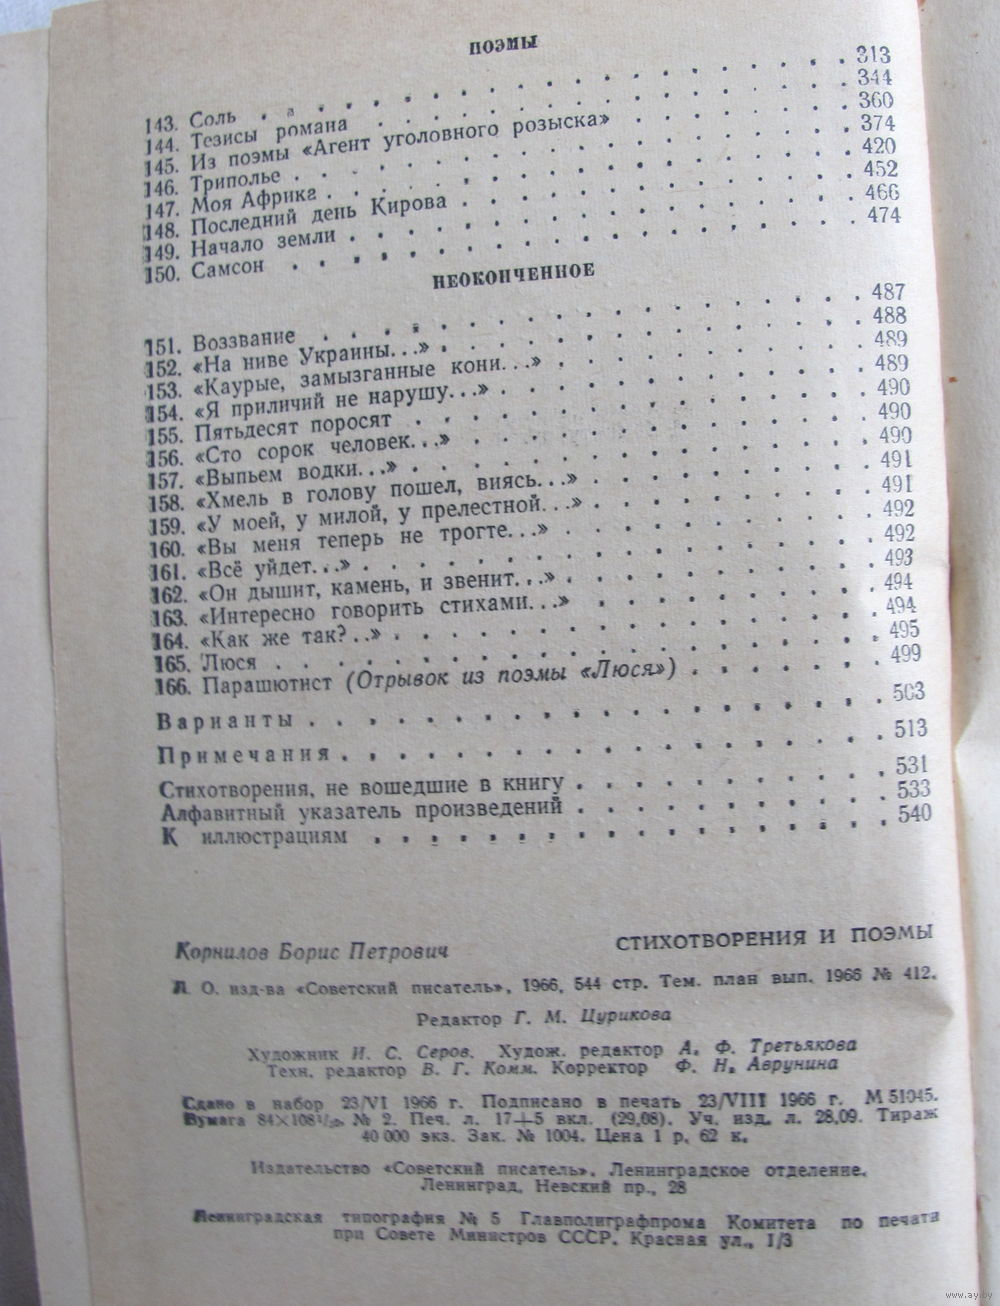 ПОЭМЫ
143. Соль . . . . . . . . . . . . . . . . . 313
144. Тезисы романа . . . . . . . . . . . . . 344
145. Из поэмы «Агент уголовного розыска» . . . . . 360
146. Триполье . . . . . . . . . . . . . . . 374
147. Моя Африка . . . . . . . . . . . . . . 420
148. Последний день Кирова . . . . . . . . . . 452
149. Начало земли . . . . . . . . . . . . . 466
150. Самсон . . . . . . . . . . . . . . . . 474
НЕОКОНЧЕННОЕ
151. Воззвание . . . . . . . . . . . . . . . 487
152. «На ниве Украины...» . . . . . . . . . . . 488
153. «Каурые, замызганные кони...» . . . . . . . 489
154. «Я приличий не нарушу...» . . . . . . . . . 489
155. Пятьдесят поросят . . . . . . . . . . . . 490
156. «Сто сорок человек...» . . . . . . . . . . 490
157. «Выпьем водки...» . . . . . . . . . . . . 490
158. «Хмель в голову пошел, виясь...» . . . . . . 491
159. «У моей, у милой, у прелестной...» . . . . . 491
160. «Вы меня теперь не трогте...» . . . . . . . 492
161. «Всё уйдет...» . . . . . . . . . . . . . 492
162. «Он дышит, камень, и звенит...» . . . . . . 493
163. «Интересно говорить стихами...» . . . . . . 494
164. «Как же так?..» . . . . . . . . . . . . . 494
165. Люся . . . . . . . . . . . . . . . . . 495
166. Парашютист (Отрывок из поэмы «Люся») . . . . 499
Варианты . . . . . . . . . . . . . . . . . 503
Примечания . . . . . . . . . . . . . . . . 513
Стихотворения, не вошедшие в книгу . . . . . . . 531
Алфавитный указатель произведений . . . . . . . 533
К иллюстрациям . . . . . . . . . . . . . . 540
Корнилов Борис Петрович СТИХОТВОРЕНИЯ И ПОЭМЫ
Л. О. изд-ва «Советский писатель», 1966, 544 стр. Тем. план вып. 1966 № 412.
Редактор Г. М. Цурикова
Художник И. С. Серов. Худож. редактор А. Ф. Третьякова
Техн. редактор В. Г. Комм. Корректор Ф. Н. Аврунина
Сдано в набор 23/VI 1966 г. Подписано в печать 23/VIII 1966 г. М 51045.
Бумага 84×108¹/₃₂, № 2. Печ. л. 17+5 вкл. (29,08). Уч. изд. л. 28,09. Тираж
40 000 экз. Зак. № 1004. Цена 1 р. 62 к.
Издательство «Советский писатель». Ленинградское отделение.
Ленинград, Невский пр., 28
Ленинградская типография № 5 Главполиграфпрома Комитета по печати
при Совете Министров СССР. Красная ул., 1/3
www.ay.by